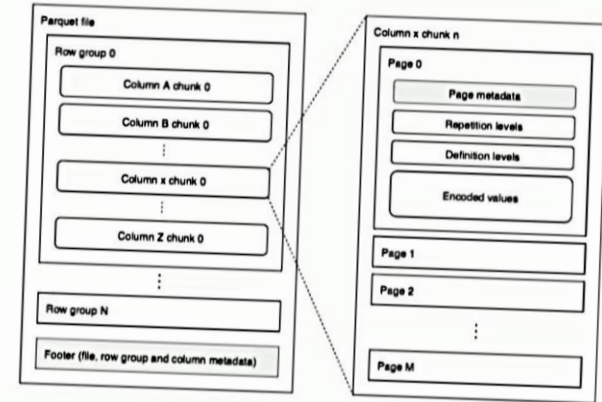 Parquet file
Row group 0
Column A chunk 0
Column B chunk 0
Column x chunk 0
Column Z chunk 0
Row group N
Footer (file, row group and column metadata)
Column x chunk n
Page 0
Page metadata
Repetition levels
Definition levels
Encoded values
Page 1
Page 2
Page M